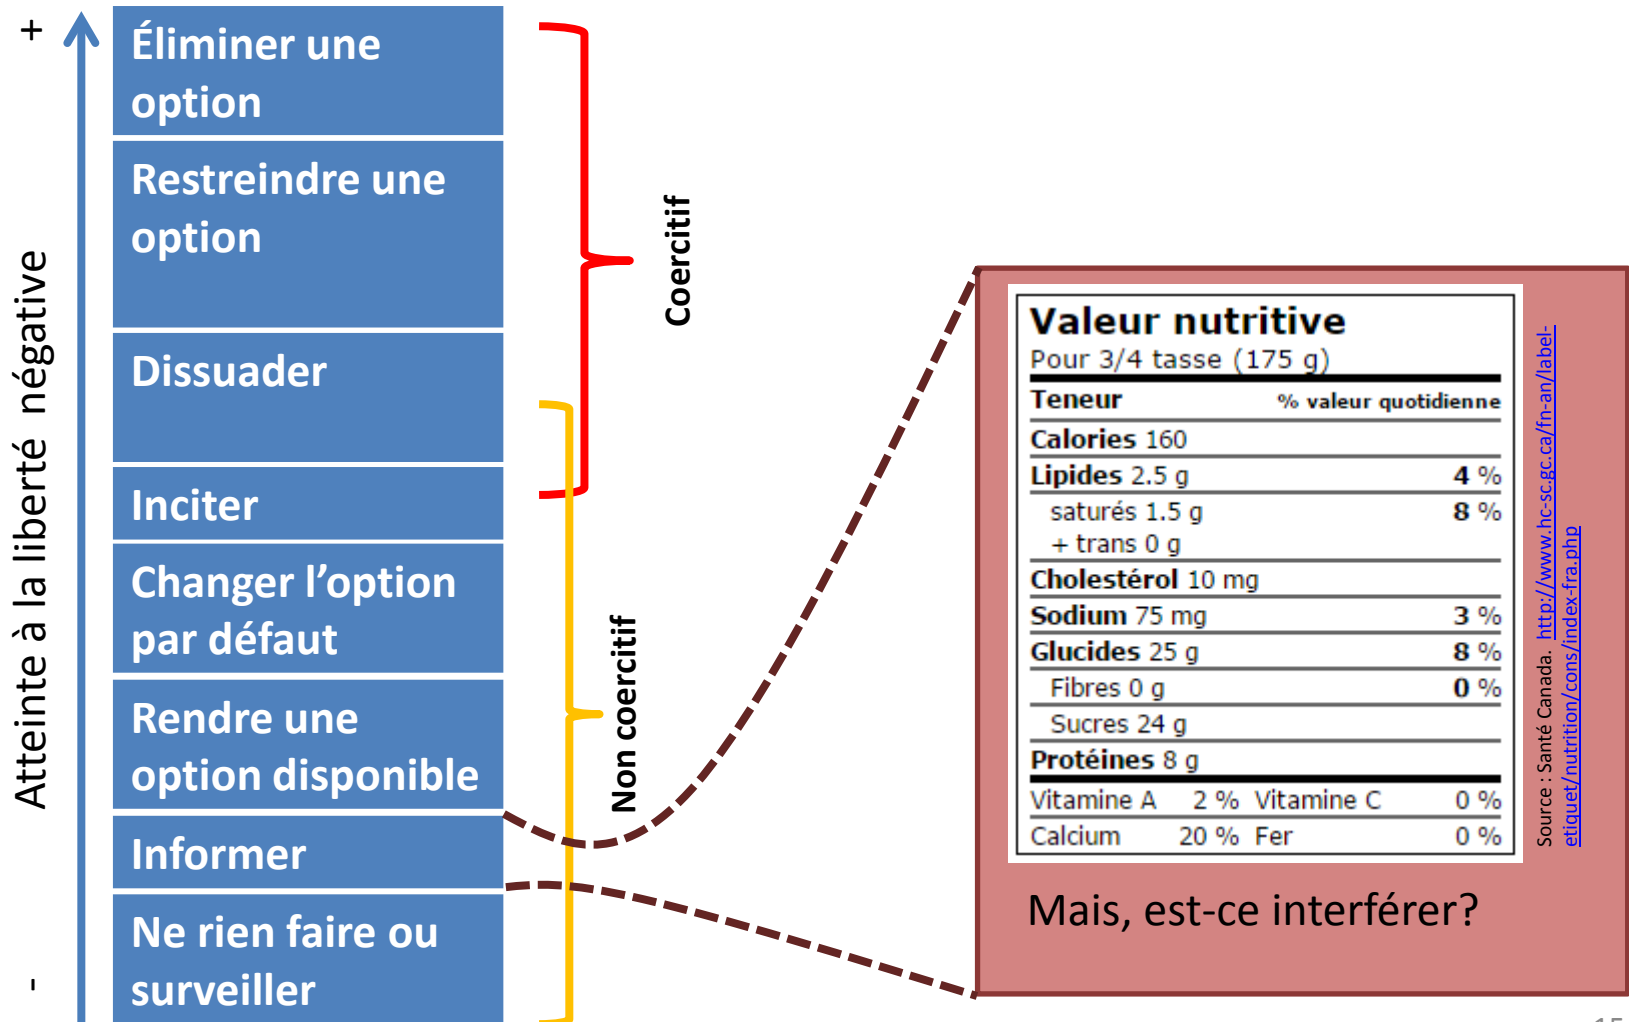 +
Atteinte à la liberté négative
-
Éliminer une
option
Restreindre une
option
Dissuader
Inciter
Changer l’option
par défaut
Rendre une
option disponible
Informer
Ne rien faire ou
surveiller
Coercitif
Non coercitif
Valeur nutritive
Pour 3/4 tasse (175 g)
Teneur % valeur quotidienne
Calories 160
Lipides 2.5 g 4 %
saturés 1.5 g 8 %
+ trans 0 g
Cholestérol 10 mg
Sodium 75 mg 3 %
Glucides 25 g 8 %
Fibres 0 g 0 %
Sucres 24 g
Protéines 8 g
Vitamine A 2 % Vitamine C 0 %
Calcium 20 % Fer 0 %
Source : Santé Canada. http://www.hc-sc.gc.ca/fn-an/label-
etiquet/nutrition/cons/index-fra.php
Mais, est-ce interférer?